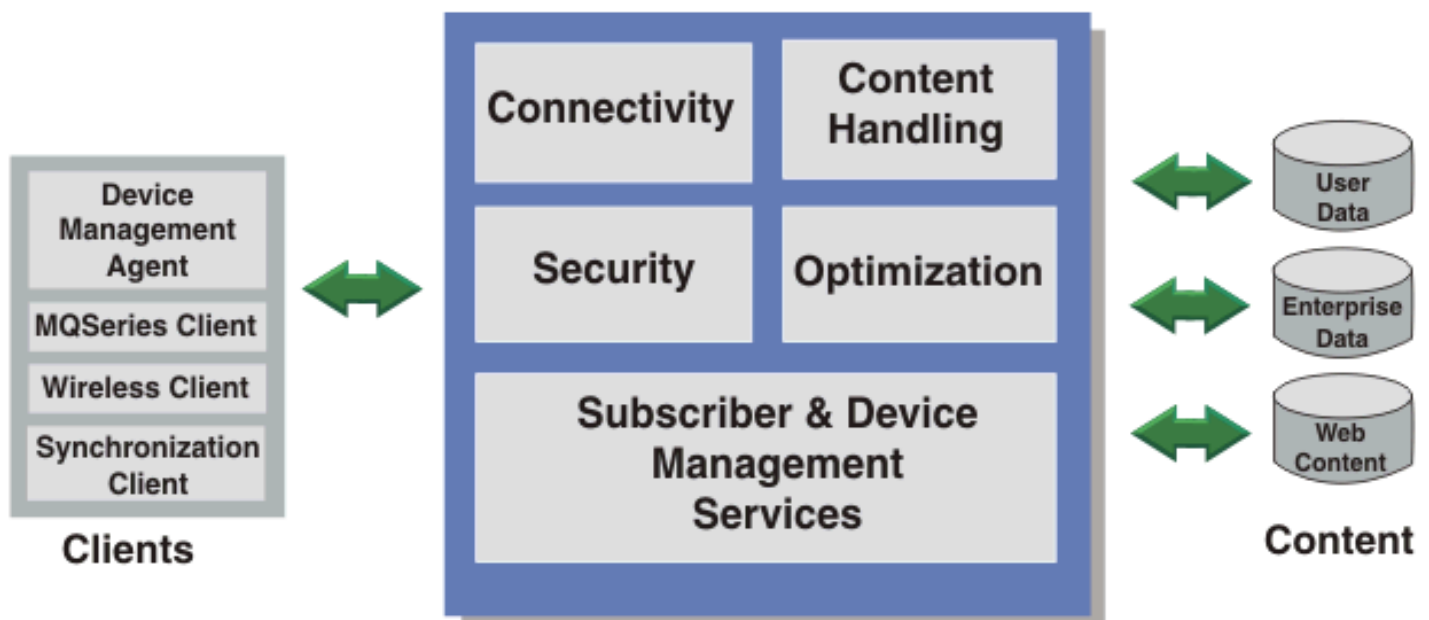 Device
Management
Agent
MQSeries Client
Wireless Client
Synchronization
Client
Clients
Connectivity
Content
Handling
Security
Optimization
Subscriber & Device
Management
Services
User
Data
Enterprise
Data
Web
Content
Content